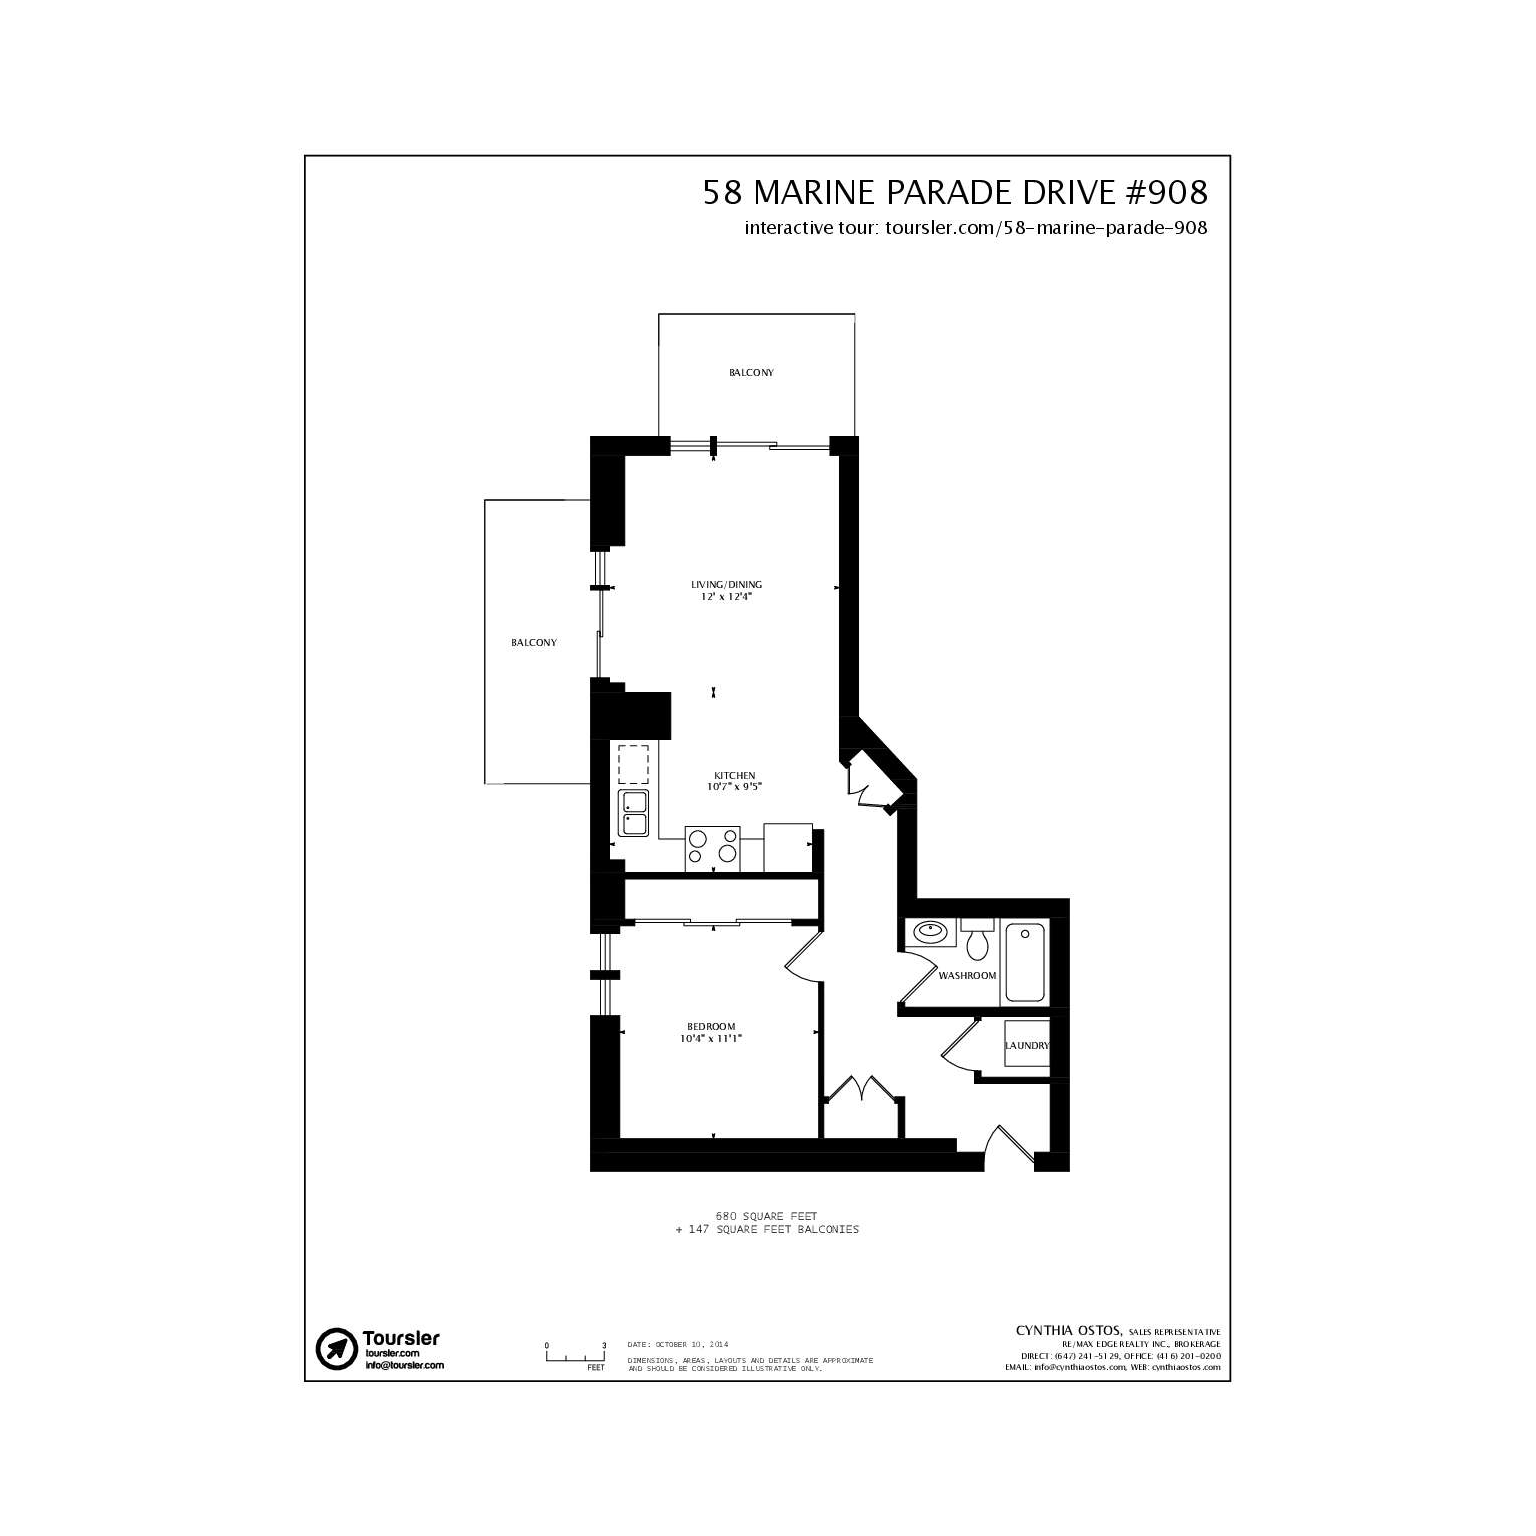 58 MARINE PARADE DRIVE #908
interactive tour: toursler.com/58-marine-parade-908
BALCONY
LIVING/DINING
12' x 12'4"
BALCONY
KITCHEN
10'7" x 9'5"
WASHROOM
BEDROOM
10'4" x 11'1"
LAUNDRY
680 SQUARE FEET
+ 147 SQUARE FEET BALCONIES
Toursler
toursler.com
info@toursler.com
0 3
FEET
DATE: OCTOBER 10, 2014
DIMENSIONS, AREAS, LAYOUTS AND DETAILS ARE APPROXIMATE
AND SHOULD BE CONSIDERED ILLUSTRATIVE ONLY.
CYNTHIA OSTOS, SALES REPRESENTATIVE
RE/MAX EDGE REALTY INC., BROKERAGE
DIRECT: (647) 241-5129, OFFICE: (416) 201-0200
EMAIL: info@cynthiaostos.com, WEB: cynthiaostos.com